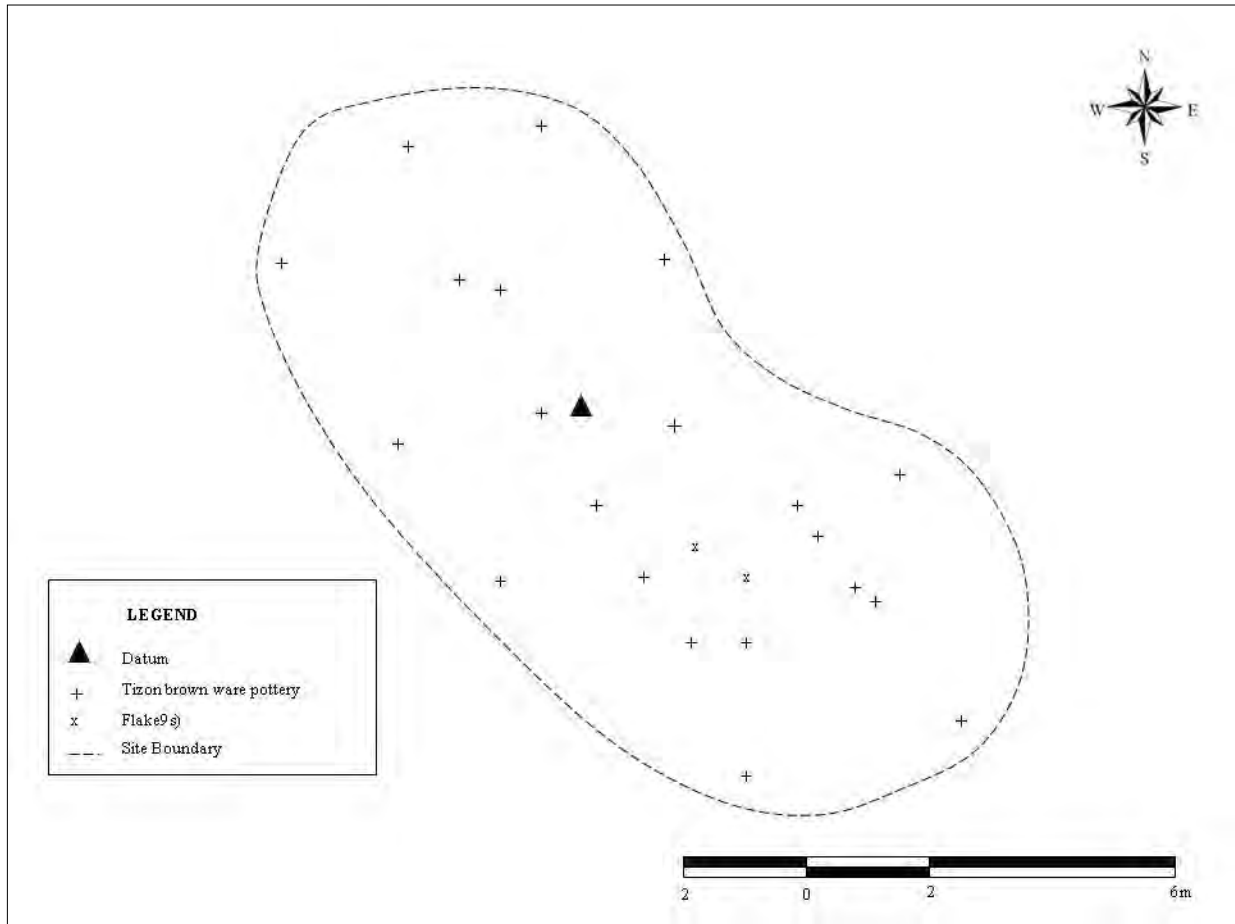 N
W E
S
LEGEND
Datum
Tizon brown ware pottery
Flake9s)
Site Boundary
2 0 2 6m